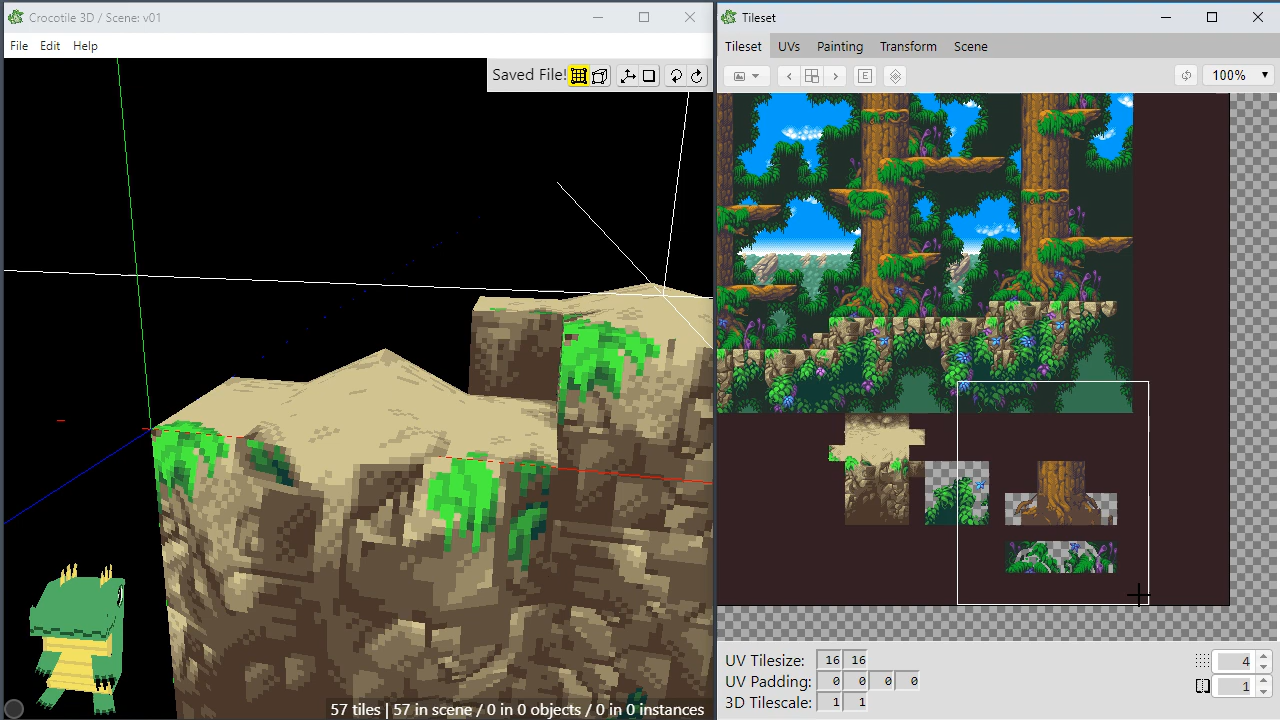 Crocotile 3D / Scene: v01
File Edit Help
Saved File!
57 tiles | 57 in scene / 0 in 0 objects / 0 in 0 instances
Tileset
Tileset UVs Painting Transform Scene
E
100%
UV Tilesize: 16 16
UV Padding: 0 0 0 0
3D Tilescale: 1 1
4
1